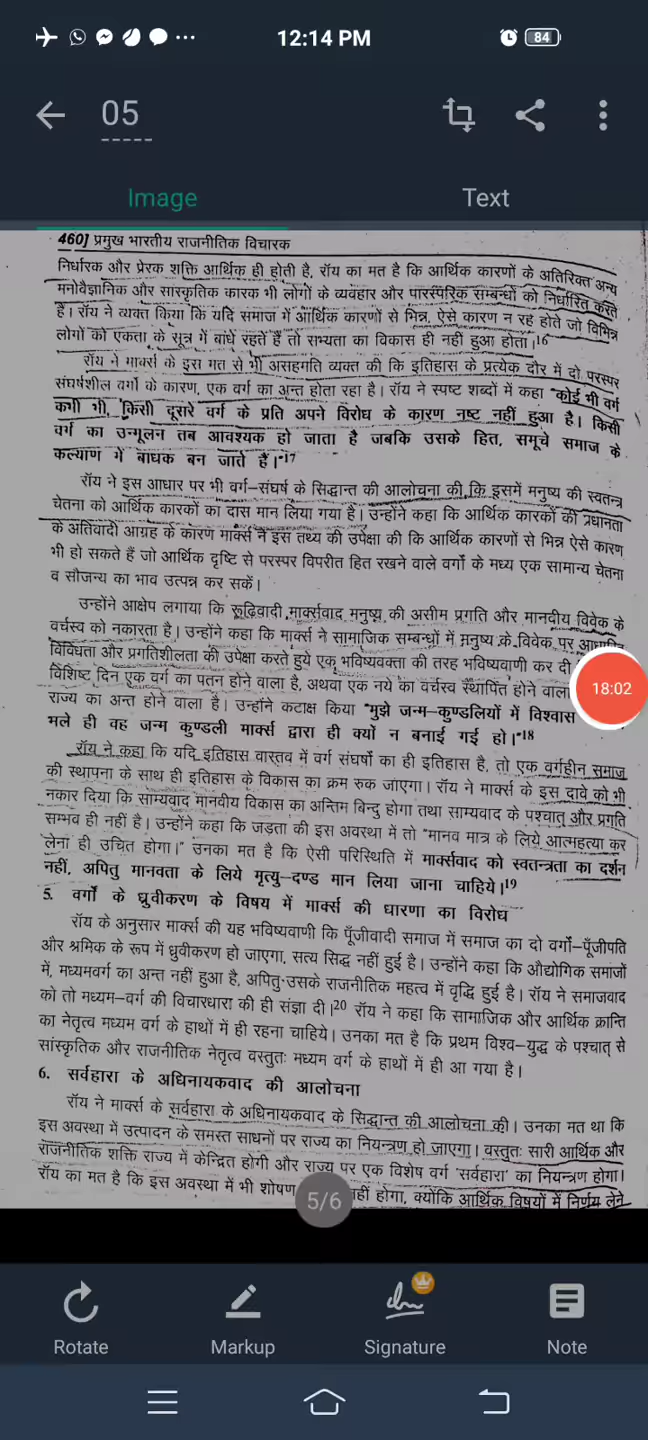 12:14 PM
84
05
Image
Text
460] प्रमुख भारतीय राजनीतिक विचारक
निर्धारक और प्रेरक शक्ति आर्थिक ही होती है, रॉय का मत है कि आर्थिक कारणों के अतिरिक्त अन्य
मनोवैज्ञानिक और सांस्कृतिक कारक भी लोगों के व्यवहार और पारस्परिक सम्बन्धों को निर्धारित करते
हैं। रॉय ने व्यक्त किया कि यदि समाज में आर्थिक कारणों से भिन्न, ऐसे कारण न रहे होते जो विभिन्न
लोगों को एकता के सूत्र में बांधे रहते हैं तो सभ्यता का विकास ही नहीं हुआ होता।16
रॉय ने मार्क्स के इस मत से भी असहमति व्यक्त की कि इतिहास के प्रत्येक दौर में दो परस्पर
संघर्षशील वर्गों के कारण, एक वर्ग का अन्त होता रहा है। रॉय ने स्पष्ट शब्दों में कहा "कोई भी वर्ग
कभी भी, किसी दूसरे वर्ग के प्रति अपने विरोध के कारण नष्ट नहीं हुआ है। किसी
वर्ग का उन्मूलन तब आवश्यक हो जाता है जबकि उसके हित, समूचे समाज के
कल्याण में बाधक बन जाते हैं।"17
रॉय ने इस आधार पर भी वर्ग–संघर्ष के सिद्धान्त की आलोचना की, कि इसमें मनुष्य की स्वतन्त्र
चेतना को आर्थिक कारकों का दास मान लिया गया है। उन्होंने कहा कि आर्थिक कारकों की प्रधानता
के अतिवादी आग्रह के कारण मार्क्स ने इस तथ्य की उपेक्षा की कि आर्थिक कारणों से भिन्न ऐसे कारण
भी हो सकते हैं जो आर्थिक दृष्टि से परस्पर विपरीत हित रखने वाले वर्गों के मध्य एक सामान्य चेतना
व सौजन्य का भाव उत्पन्न कर सकें।
उन्होंने आक्षेप लगाया कि रूढ़िवादी मार्क्सवाद मनुष्य की असीम प्रगति और मानवीय विवेक के
वर्चस्व को नकारता है। उन्होंने कहा कि मार्क्स ने सामाजिक सम्बन्धों में मनुष्य के विवेक पर आधारित
विविधता और प्रगतिशीलता की उपेक्षा करते हुये एक भविष्यवक्ता की तरह भविष्यवाणी कर दी
विशिष्ट दिन एक वर्ग का पतन होने वाला है, अथवा एक नये का वर्चस्व स्थापित होने वाला
राज्य का अन्त होने वाला है। उन्होंने कटाक्ष किया "मुझे जन्म–कुण्डलियों में विश्वास
भले ही वह जन्म कुण्डली मार्क्स द्वारा ही क्यों न बनाई गई हो।"18
18:02
रॉय ने कहा कि यदि इतिहास वास्तव में वर्ग संघर्षों का ही इतिहास है, तो एक वर्गहीन समाज
की स्थापना के साथ ही इतिहास के विकास का क्रम रुक जाएगा। रॉय ने मार्क्स के इस दावे को भी
नकार दिया कि साम्यवाद मानवीय विकास का अन्तिम बिन्दु होगा तथा साम्यवाद के पश्चात् और प्रगति
सम्भव ही नहीं है। उन्होंने कहा कि जड़ता की इस अवस्था में तो "मानव मात्र के लिये आत्महत्या कर
लेना ही उचित होगा।" उनका मत है कि ऐसी परिस्थिति में मार्क्सवाद को स्वतन्त्रता का दर्शन
नहीं, अपितु मानवता के लिये मृत्यु–दण्ड मान लिया जाना चाहिये।19
5. वर्गों के ध्रुवीकरण के विषय में मार्क्स की धारणा का विरोध
रॉय के अनुसार मार्क्स की यह भविष्यवाणी कि पूँजीवादी समाज में समाज का दो वर्गों–पूँजीपति
और श्रमिक के रूप में ध्रुवीकरण हो जाएगा, सत्य सिद्ध नहीं हुई है। उन्होंने कहा कि औद्योगिक समाजों
में, मध्यमवर्ग का अन्त नहीं हुआ है, अपितु उसके राजनीतिक महत्व में वृद्धि हुई है। रॉय ने समाजवाद
को तो मध्यम–वर्ग की विचारधारा की ही संज्ञा दी।20 रॉय ने कहा कि सामाजिक और आर्थिक क्रान्ति
का नेतृत्व मध्यम वर्ग के हाथों में ही रहना चाहिये। उनका मत है कि प्रथम विश्व–युद्ध के पश्चात् से
सांस्कृतिक और राजनीतिक नेतृत्व वस्तुतः मध्यम वर्ग के हाथों में ही आ गया है।
6. सर्वहारा के अधिनायकवाद की आलोचना
रॉय ने मार्क्स के सर्वहारा के अधिनायकवाद के सिद्धान्त की आलोचना की। उनका मत था कि
इस अवस्था में उत्पादन के समस्त साधनों पर राज्य का नियन्त्रण हो जाएगा। वस्तुतः सारी आर्थिक और
राजनीतिक शक्ति राज्य में केन्द्रित होगी और राज्य पर एक विशेष वर्ग 'सर्वहारा' का नियन्त्रण होगा।
रॉय का मत है कि इस अवस्था में भी शोषण नहीं होगा, क्योंकि आर्थिक विषयों में निर्णय लेने
5/6
Rotate
Markup
Signature
Note